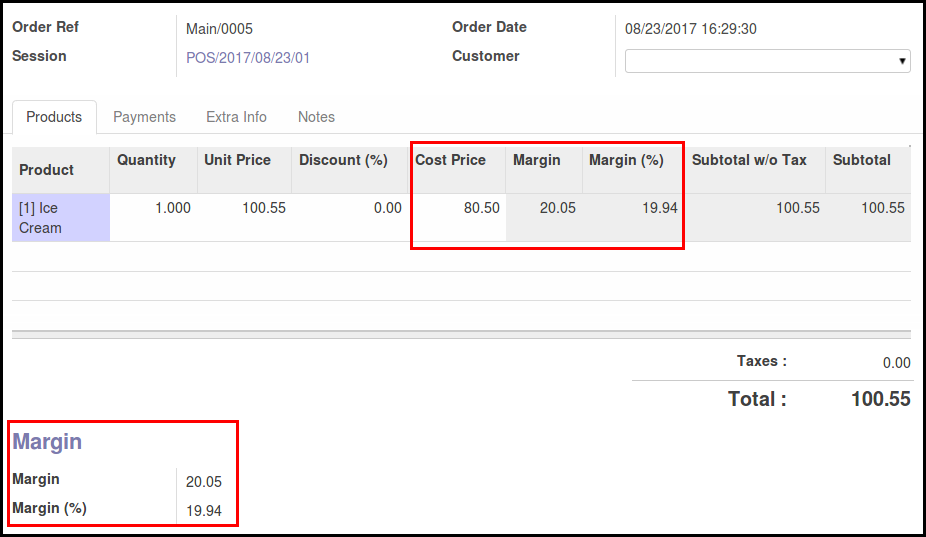 Order Ref Main/0005 Order Date 08/23/2017 16:29:30
Session POS/2017/08/23/01 Customer
Products Payments Extra Info Notes
Product Quantity Unit Price Discount (%) Cost Price Margin Margin (%) Subtotal w/o Tax Subtotal
[1] Ice 1.000 100.55 0.00 80.50 20.05 19.94 100.55 100.55
Cream
Taxes : 0.00
Total : 100.55
Margin
Margin 20.05
Margin (%) 19.94